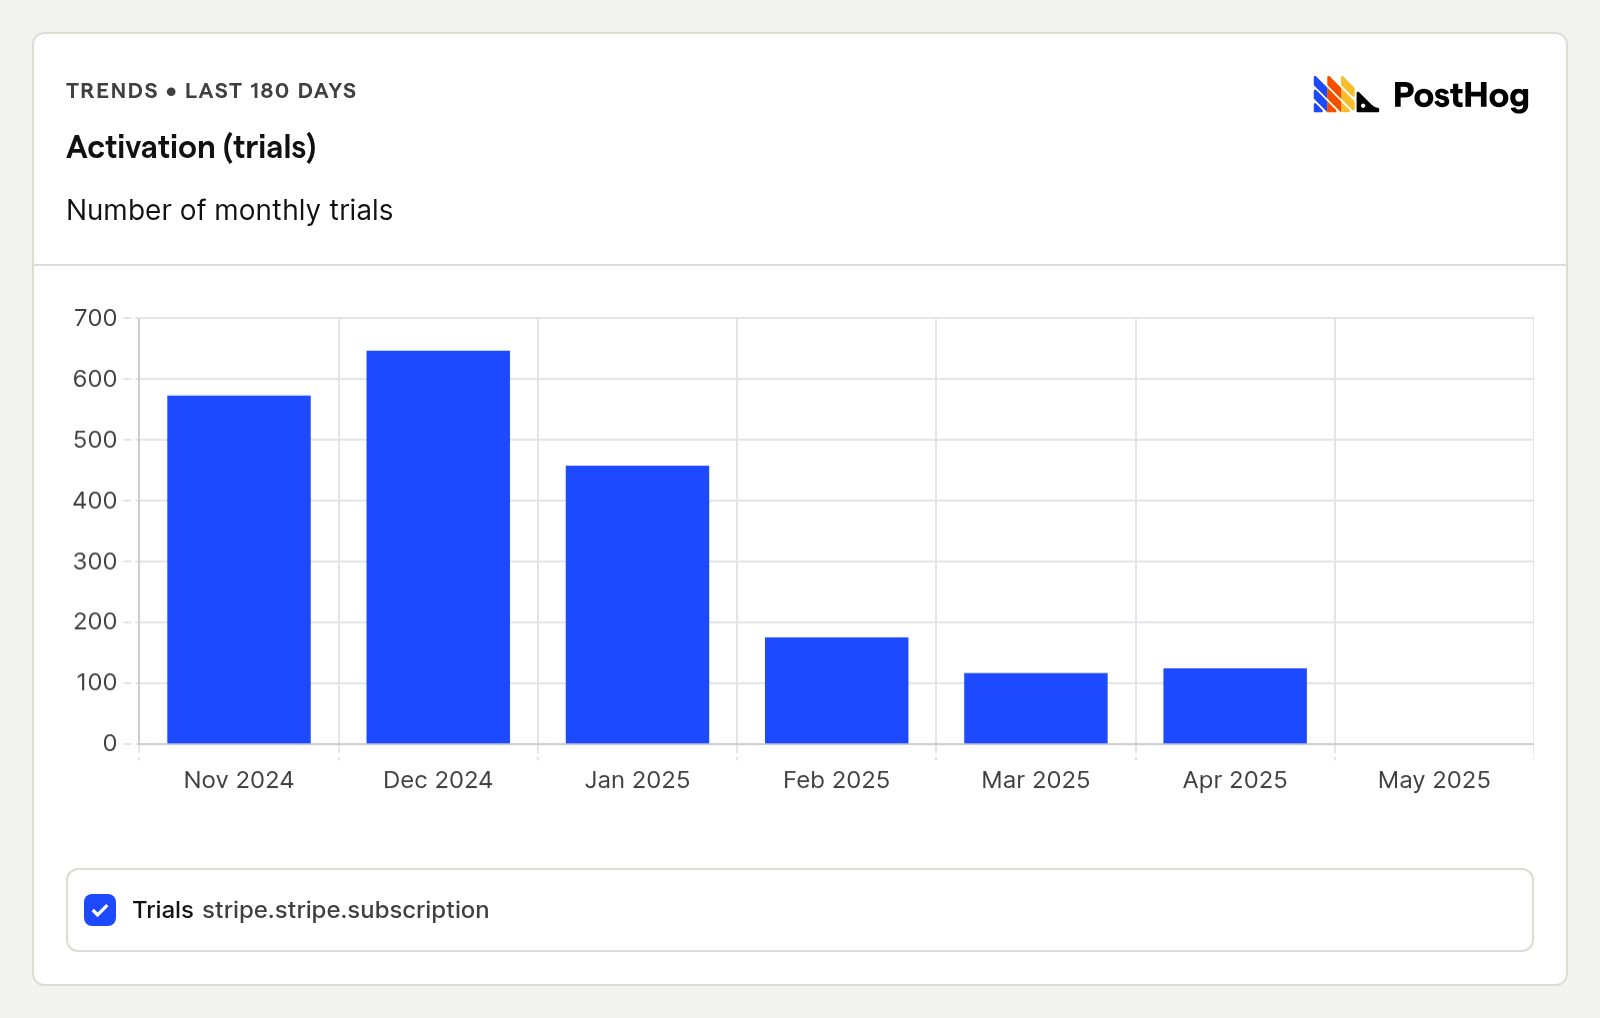 TRENDS • LAST 180 DAYS
PostHog
Activation (trials)
Number of monthly trials
700
600
500
400
300
200
100
0
Nov 2024 Dec 2024 Jan 2025 Feb 2025 Mar 2025 Apr 2025 May 2025
Trials stripe.stripe.subscription